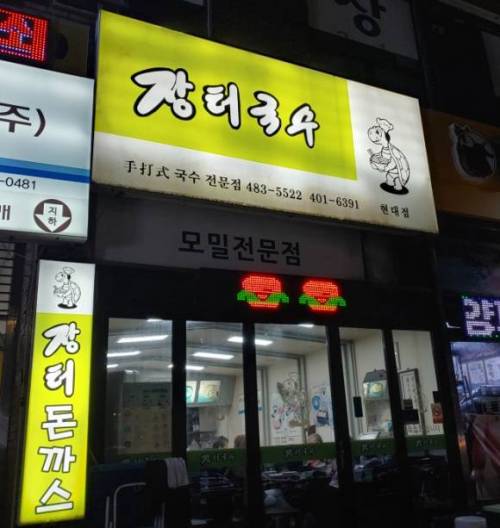 주)
-0481
매
지하
장터국수
手打式 국수 전문점 483-5522 401-6391
현대점
모밀전문점
장터돈까스